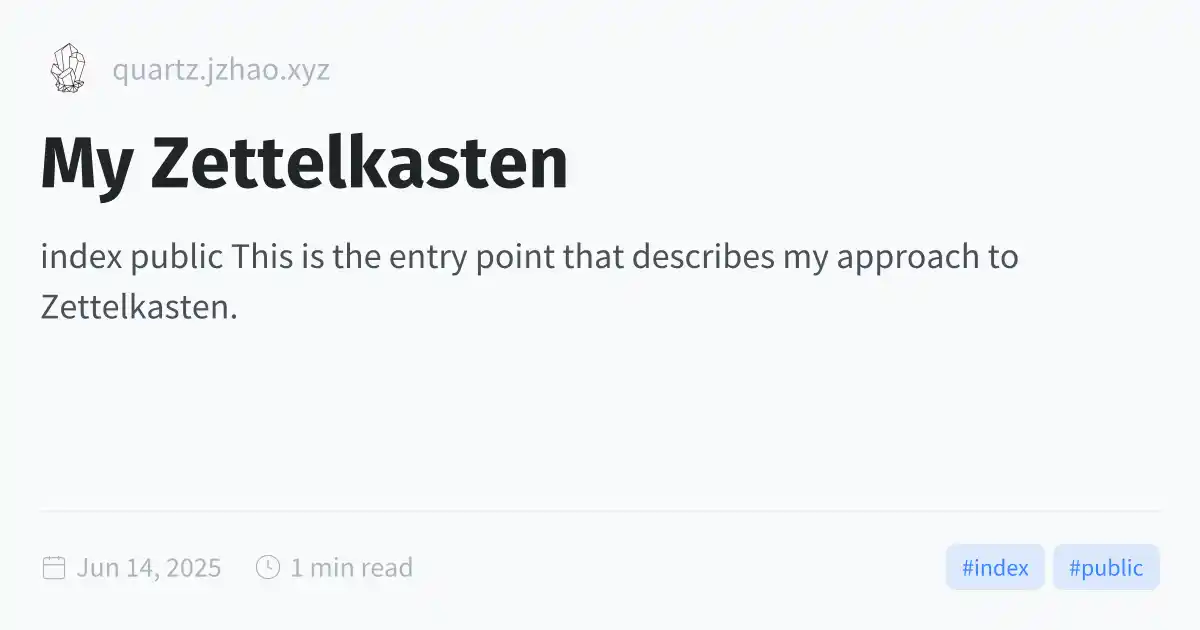 quartz.jzhao.xyz
My Zettelkasten
index public This is the entry point that describes my approach to
Zettelkasten.
Jun 14, 2025 1 min read #index #public